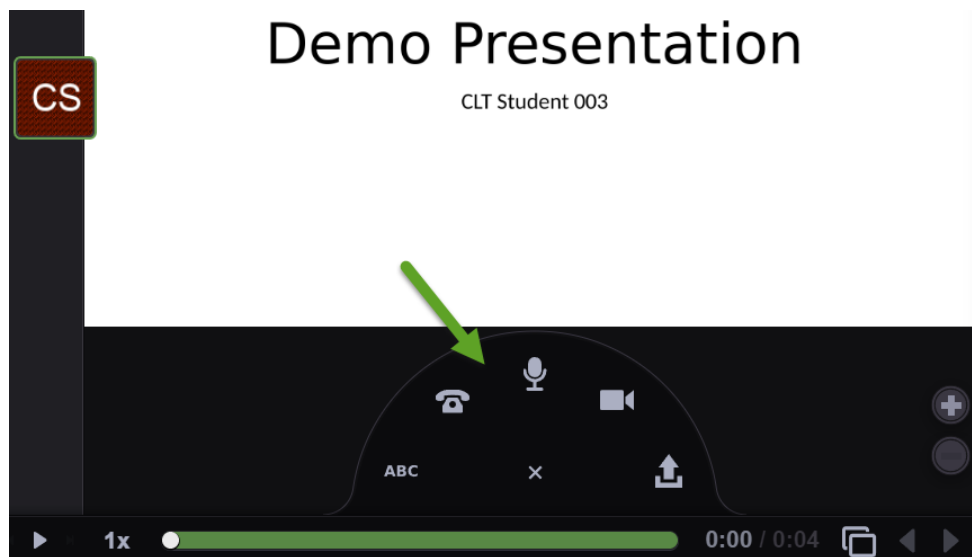 Demo Presentation
CS
CLT Student 003
ABC
1x
0:00 / 0:04